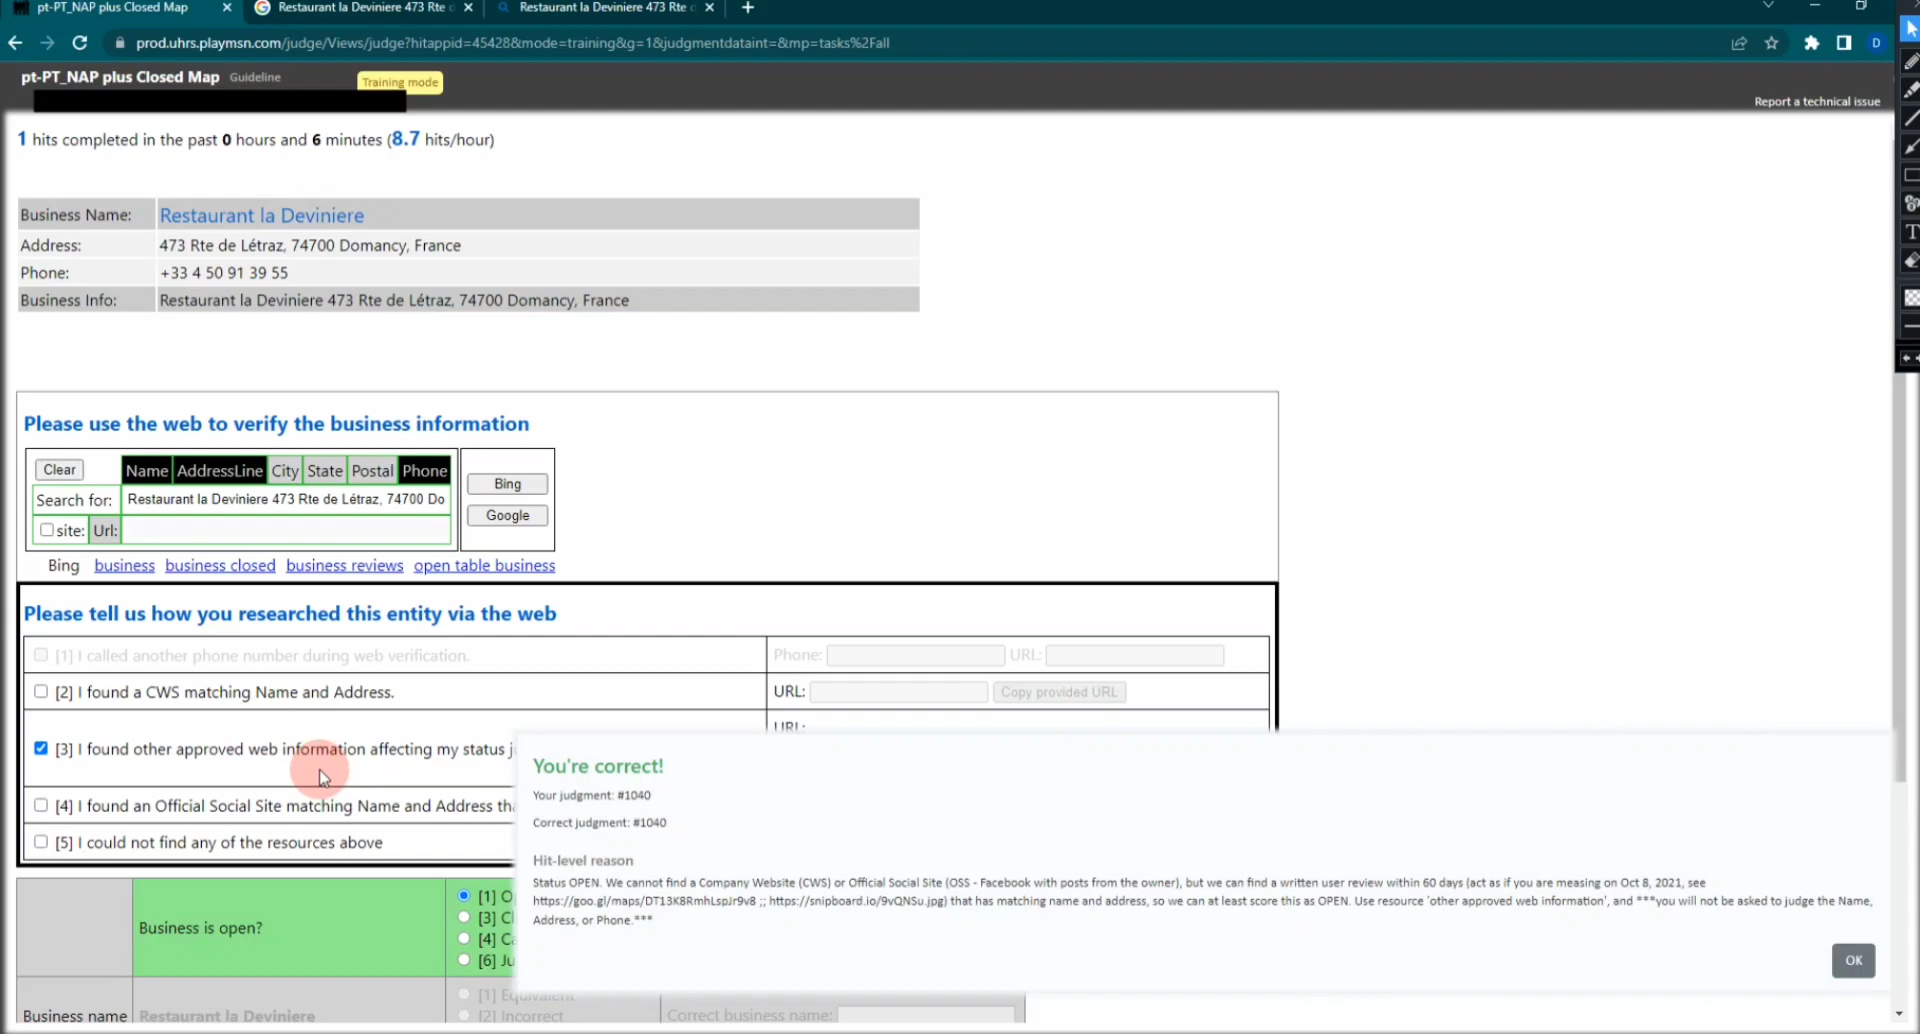 pt-PT_NAP plus Closed Map
Restaurant la Deviniere 473 Rte d
Restaurant la Deviniere 473 Rte d
prod.uhrs.playmsn.com/judge/Views/judge?hitappid=45428&mode=training&g=1&judgmentdataint=&mp=tasks%2Fall
D
pt-PT_NAP plus Closed Map Guideline
Training mode
Report a technical issue
1 hits completed in the past 0 hours and 6 minutes (8.7 hits/hour)
Business Name: Restaurant la Deviniere
Address: 473 Rte de Létraz, 74700 Domancy, France
Phone: +33 4 50 91 39 55
Business Info: Restaurant la Deviniere 473 Rte de Létraz, 74700 Domancy, France
Please use the web to verify the business information
Clear Name AddressLine City State Postal Phone
Bing
Search for: Restaurant la Deviniere 473 Rte de Létraz, 74700 Do
Google
site: Url:
Bing business business closed business reviews open table business
Please tell us how you researched this entity via the web
[1] I called another phone number during web verification. Phone: URL:
[2] I found a CWS matching Name and Address. URL: Copy provided URL
URL:
[3] I found other approved web information affecting my status j
[4] I found an Official Social Site matching Name and Address tha
[5] I could not find any of the resources above
You're correct!
Your judgment: #1040
Correct judgment: #1040
Hit-level reason
Status OPEN. We cannot find a Company Website (CWS) or Official Social Site (OSS - Facebook with posts from the owner), but we can find a written user review within 60 days (act as if you are measing on Oct 8, 2021, see
https://goo.gl/maps/DT13K8RmhLspJr9v8 ;; https://snipboard.io/9vQNSu.jpg) that has matching name and address, so we can at least score this as OPEN. Use resource 'other approved web information', and ***you will not be asked to judge the Name,
Address, or Phone.***
OK
Business is open?
[1] O
[3] Cl
[4] Ca
[6] Ju
Business name Restaurant la Deviniere
[1] Equivalent
[2] Incorrect Correct business name: